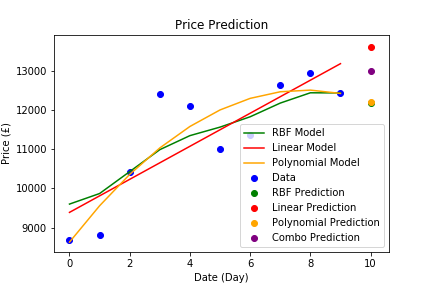 Price Prediction
Price (£)
13000
12000
11000
10000
9000
0
2
4
6
8
10
Date (Day)
RBF Model
Linear Model
Polynomial Model
Data
RBF Prediction
Linear Prediction
Polynomial Prediction
Combo Prediction